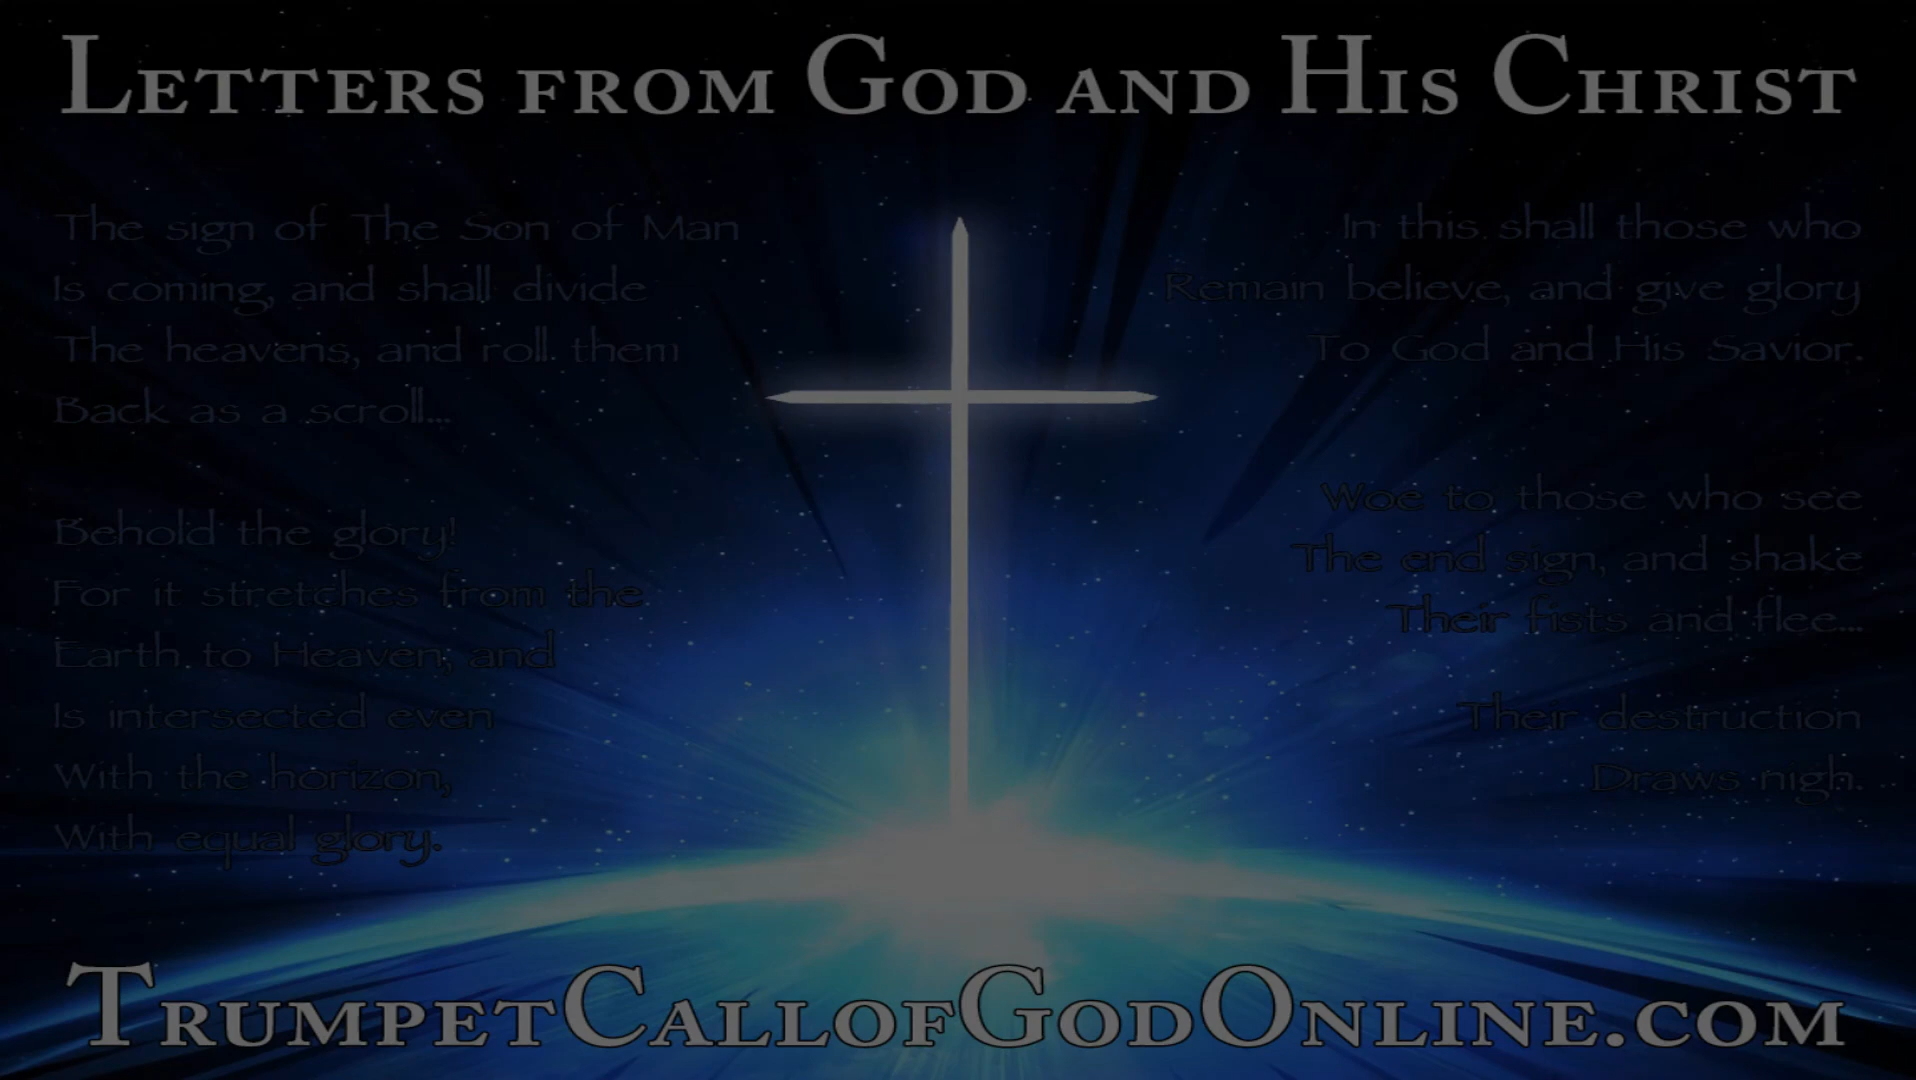 Letters from God and His Christ
The sign of The Son of Man
Is coming, and shall divide
The heavens, and roll them
Back as a scroll...
Behold the glory!
For it stretches from the
Earth to Heaven, and
Is intersected even
With the horizon,
With equal glory.
In this shall those who
Remain believe, and give glory
To God and His Savior.
Woe to those who see
The end sign, and shake
Their fists and flee...
Their destruction
Draws nigh.
TrumpetCallofGodOnline.com